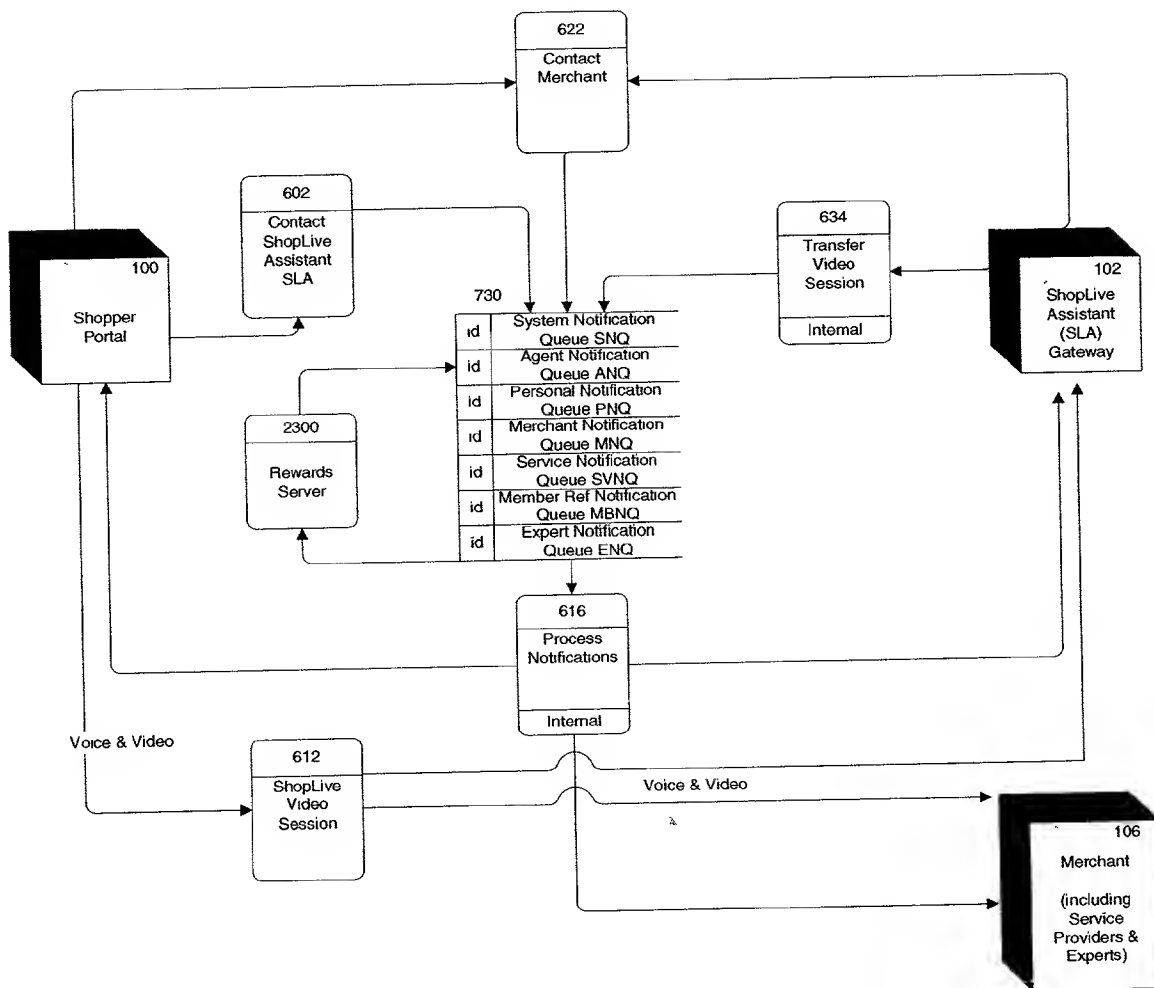 622
Contact
Merchant
602
Contact
ShopLive
Assistant
SLA
634
Transfer
Video
Session
Internal
100
Shopper
Portal
102
ShopLive
Assistant
(SLA)
Gateway
730
id System Notification
Queue SNQ
id Agent Notification
Queue ANQ
id Personal Notification
Queue PNQ
id Merchant Notification
Queue MNQ
id Service Notification
Queue SVNQ
id Member Ref Notification
Queue MBNQ
id Expert Notification
Queue ENQ
2300
Rewards
Server
616
Process
Notifications
Internal
Voice & Video
612
ShopLive
Video
Session
Voice & Video
106
Merchant
(including
Service
Providers &
Experts)